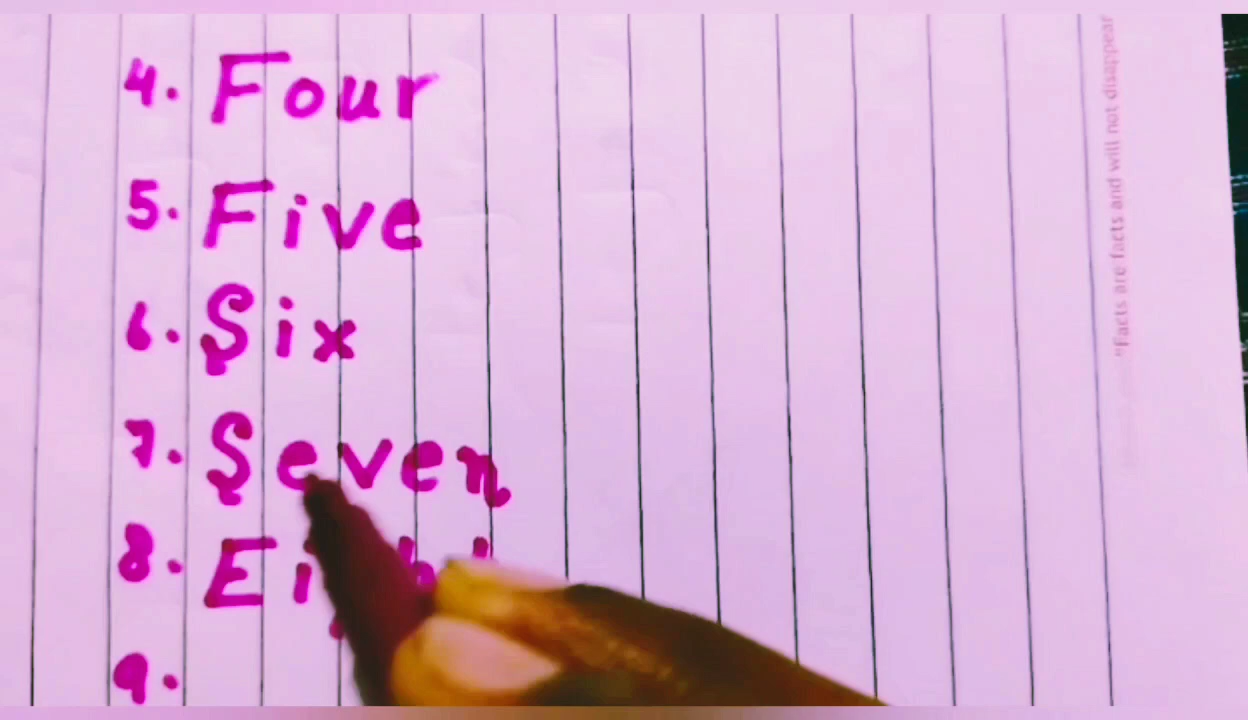 4. Four
5. Five
6. Six
7. Seven
8.
9.
"Facts are facts and will not disappear